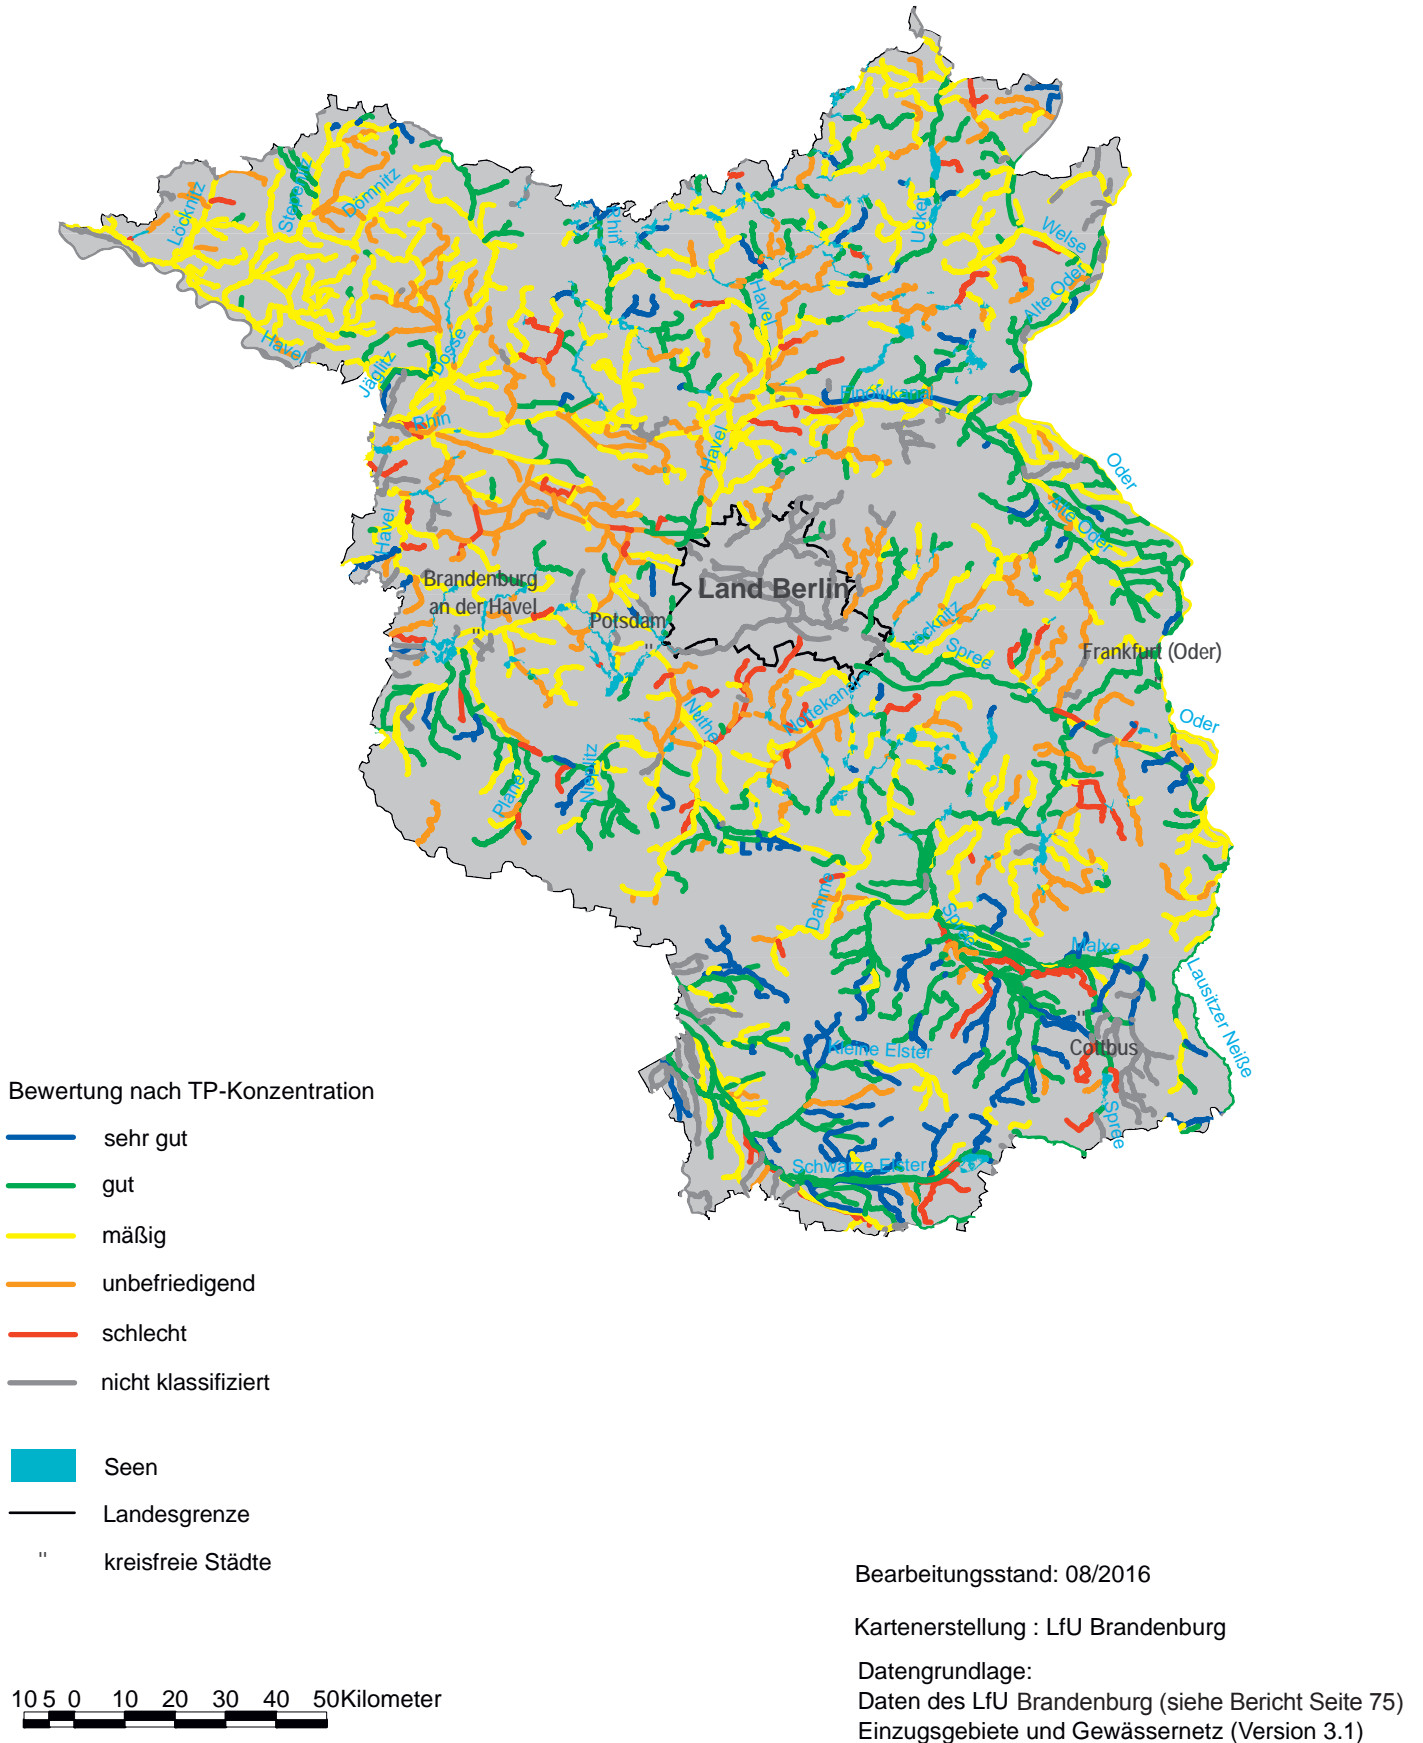 Stepenitz
Dömnitz
Löcknitz
Rhin
Ucker
Welse
Alte Oder
Havel
Havel
Jäglitz
Dosse
Finowkanal
Rhin
Havel
Oder
Alte Oder
Havel
Brandenburg
an der Havel
Land Berlin
Potsdam
Löcknitz
Spree
Frankfurt (Oder)
Nottekanal
Nuthe
Oder
Plane
Nieplitz
Dahme
Spree
Malxe
Lausitzer Neiße
Cottbus
Kleine Elster
Spree
Schwarze Elster
Bewertung nach TP-Konzentration
sehr gut
gut
mäßig
unbefriedigend
schlecht
nicht klassifiziert
Seen
Landesgrenze
" kreisfreie Städte
10 5 0 10 20 30 40 50 Kilometer
Bearbeitungsstand: 08/2016
Kartenerstellung : LfU Brandenburg
Datengrundlage:
Daten des LfU Brandenburg (siehe Bericht Seite 75)
Einzugsgebiete und Gewässernetz (Version 3.1)